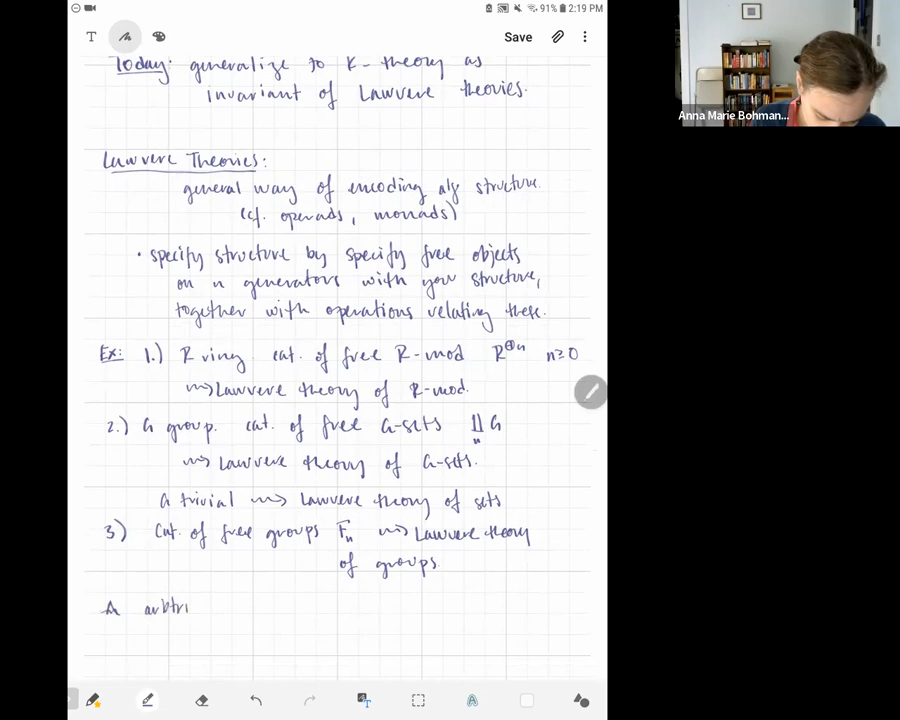 91% 2:19 PM
T
Save
Today: generalize to K-theory as
invariant of Lawvere theories.
Anna Marie Bohman...
Lawvere Theories:
general way of encoding alg structure.
(cf. operads, monads)
• specify structure by specify free objects
on n generators with your structure,
together with operations relating these.
Ex: 1.) R ring cat. of free R-mod R^{⊕n} n≥0
⇝ Lawvere theory of R-mod.
2.) G group. cat. of free G-sets ∐_n G
⇝ Lawvere theory of G-sets.
G trivial ⇝ Lawvere theory of sets
3) Cat. of free groups F_n ⇝ Lawvere theory
of groups.
arbtri